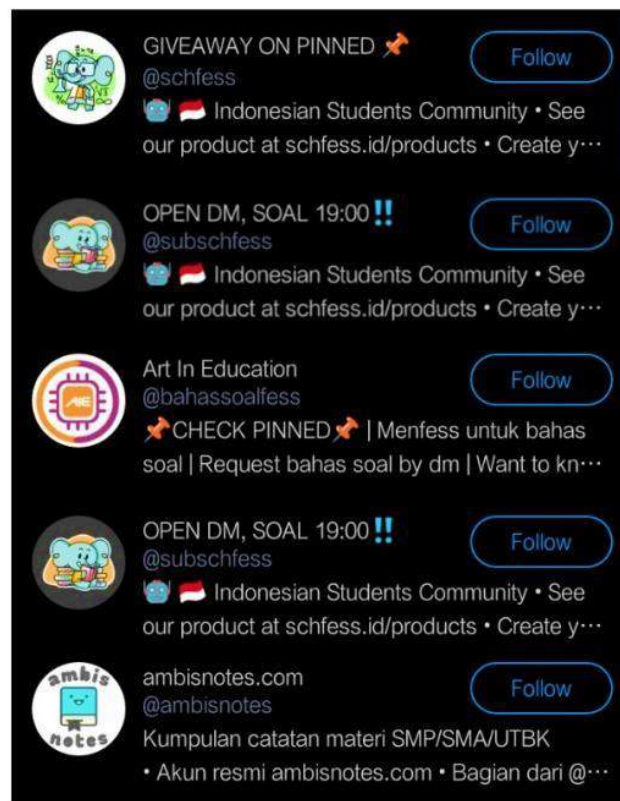 GIVEAWAY ON PINNED 📌
Follow
@schfess
🤖 🇮🇩 Indonesian Students Community • See
our product at schfess.id/products • Create y···
OPEN DM, SOAL 19:00‼️
Follow
@subschfess
🤖 🇮🇩 Indonesian Students Community • See
our product at schfess.id/products • Create y···
AIE
Art In Education
Follow
@bahassoalfess
📌CHECK PINNED📌 | Menfess untuk bahas
soal | Request bahas soal by dm | Want to kn···
OPEN DM, SOAL 19:00‼️
Follow
@subschfess
🤖 🇮🇩 Indonesian Students Community • See
our product at schfess.id/products • Create y···
ambis
notes
ambisnotes.com
Follow
@ambisnotes
Kumpulan catatan materi SMP/SMA/UTBK
• Akun resmi ambisnotes.com • Bagian dari @···